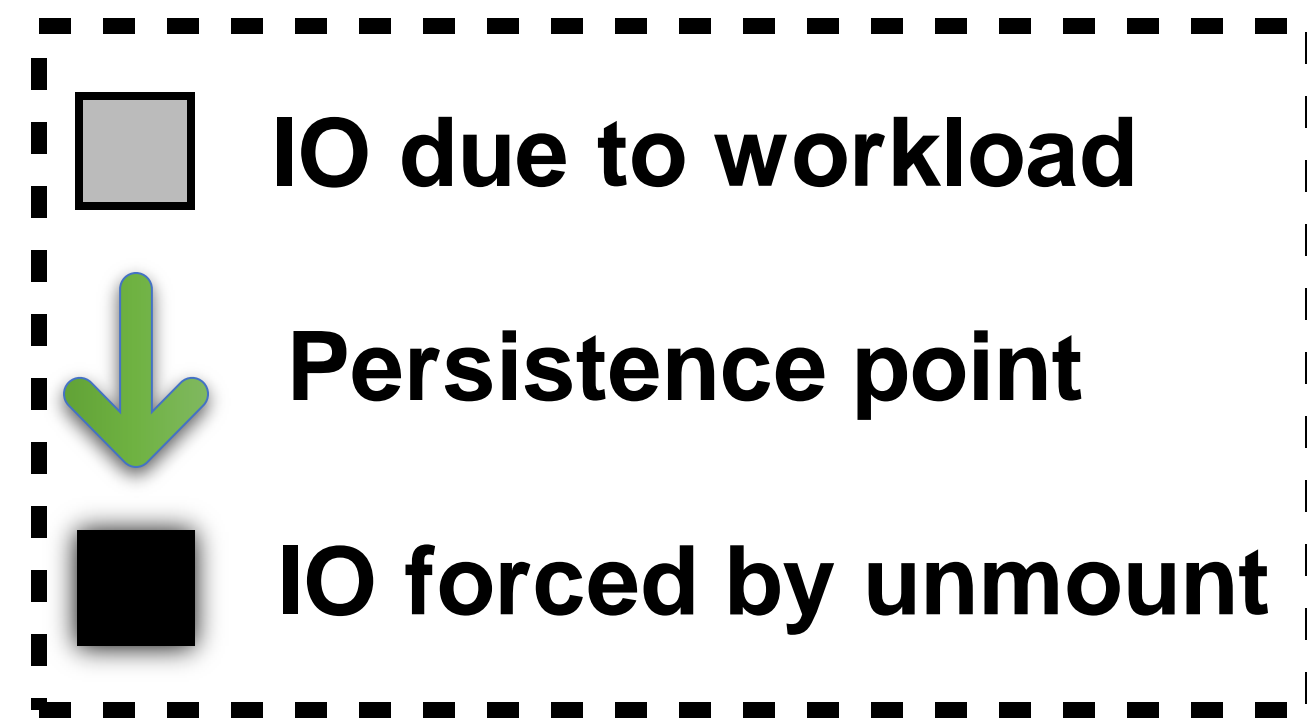 IO due to workload
Persistence point
IO forced by unmount